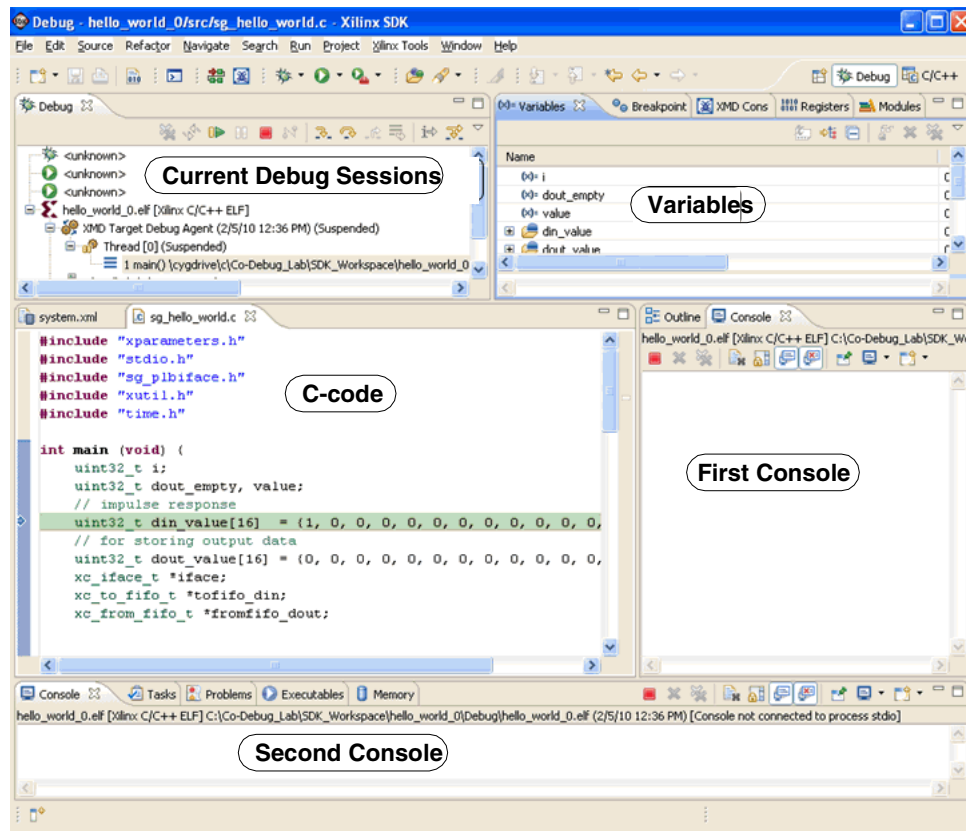 Debug - hello_world_0/src/sg_hello_world.c - Xilinx SDK
File Edit Source Refactor Navigate Search Run Project Xilinx Tools Window Help
Debug C/C++
Debug
<unknown>
<unknown>
<unknown>
Current Debug Sessions
hello_world_0.elf [Xilinx C/C++ ELF]
XMD Target Debug Agent (2/5/10 12:36 PM) (Suspended)
Thread [0] (Suspended)
1 main() \cygdrive\c\Co-Debug_Lab\SDK_Workspace\hello_world_0
(x)= Variables Breakpoint XMD Cons Registers Modules
Name
(x)= i
(x)= dout_empty
(x)= value
din_value
dout_value
Variables
system.xml sg_hello_world.c
#include "xparameters.h"
#include "stdio.h"
#include "sg_plbiface.h"
#include "xutil.h"
#include "time.h"
C-code
int main (void) {
uint32_t i;
uint32_t dout_empty, value;
// impulse response
uint32_t din_value[16] = {1, 0, 0, 0, 0, 0, 0, 0, 0, 0, 0, 0,
// for storing output data
uint32_t dout_value[16] = {0, 0, 0, 0, 0, 0, 0, 0, 0, 0, 0, 0,
xc_iface_t *iface;
xc_to_fifo_t *tofifo_din;
xc_from_fifo_t *fromfifo_dout;
Outline Console
hello_world_0.elf [Xilinx C/C++ ELF] C:\Co-Debug_Lab\SDK_W
First Console
Console Tasks Problems Executables Memory
hello_world_0.elf [Xilinx C/C++ ELF] C:\Co-Debug_Lab\SDK_Workspace\hello_world_0\Debug\hello_world_0.elf (2/5/10 12:36 PM) [Console not connected to process stdio]
Second Console